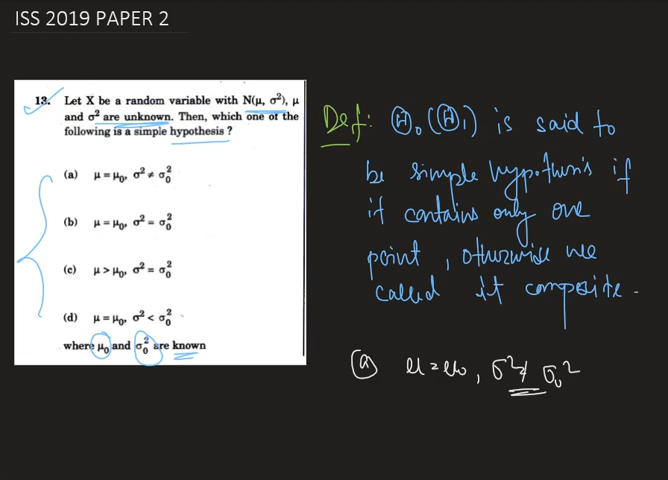 ISS 2019 PAPER 2
13. Let X be a random variable with N(μ, σ²), μ
and σ² are unknown. Then, which one of the
following is a simple hypothesis ?
(a) μ = μ₀, σ² ≠ σ₀²
(b) μ = μ₀, σ² = σ₀²
(c) μ > μ₀, σ² = σ₀²
(d) μ = μ₀, σ² < σ₀²
where μ₀ and σ₀² are known
Def: Ⓗ₀ (Ⓗ₁) is said to
be simple hypothesis if
it contains only one
point, otherwise we
called it composite.
(a) μ = μ₀, σ² ≠ σ₀²